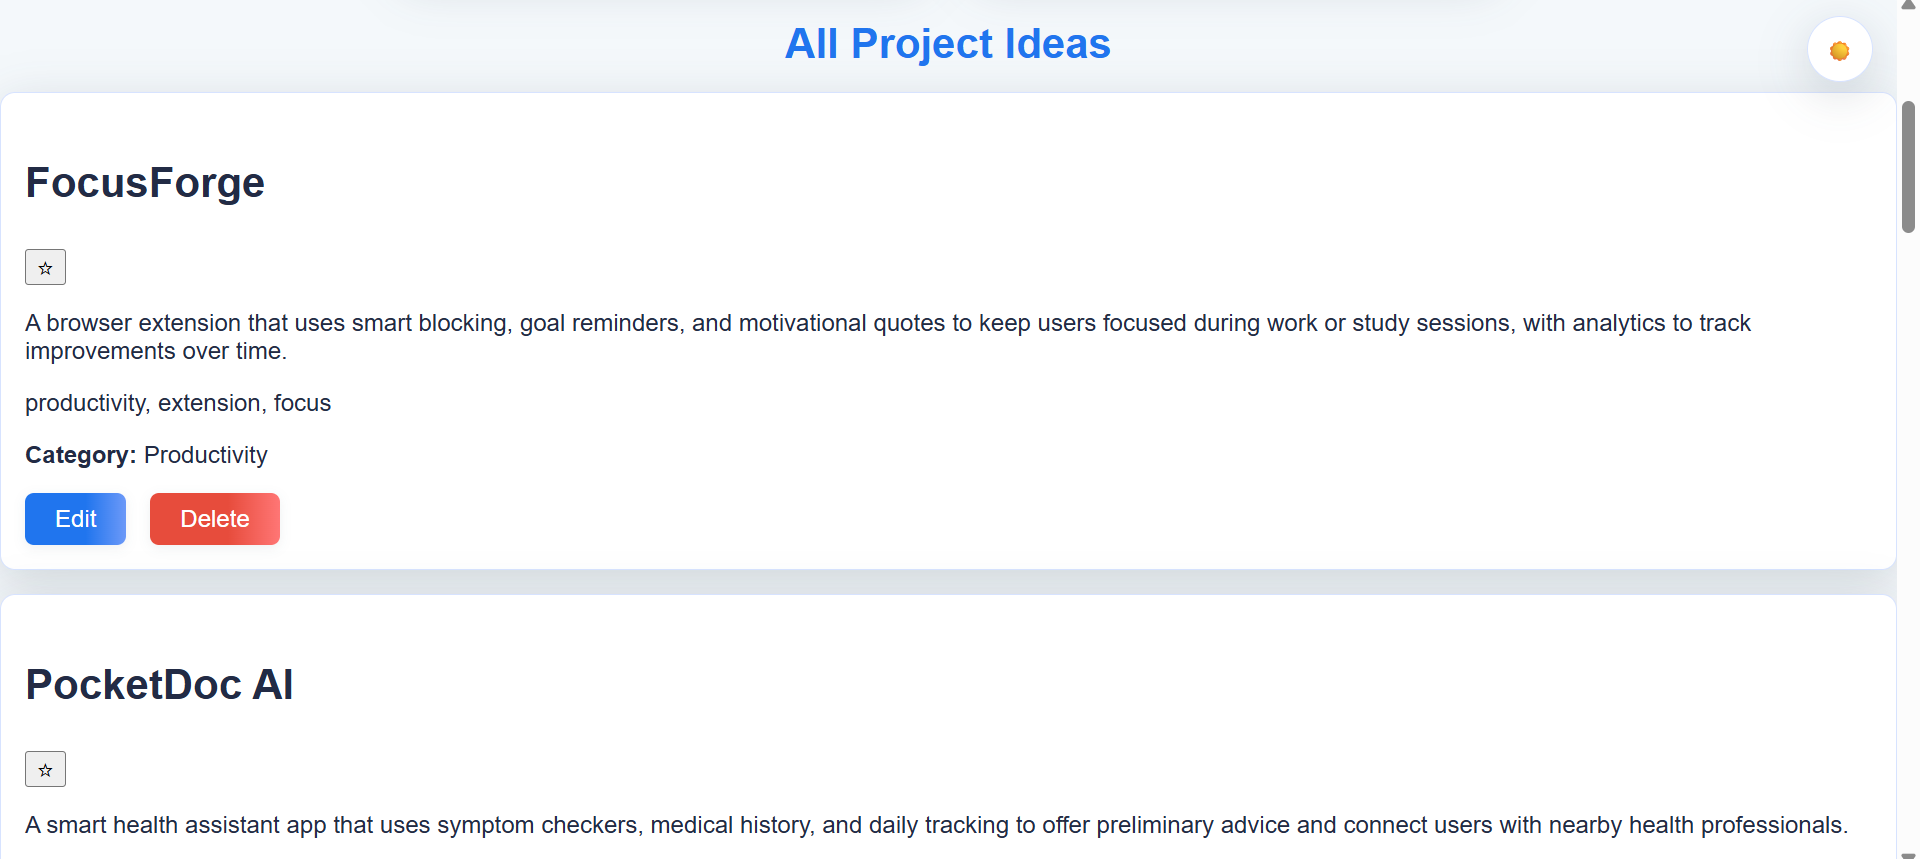 All Project Ideas
FocusForge
☆
A browser extension that uses smart blocking, goal reminders, and motivational quotes to keep users focused during work or study sessions, with analytics to track
improvements over time.
productivity, extension, focus
Category: Productivity
Edit Delete
PocketDoc AI
☆
A smart health assistant app that uses symptom checkers, medical history, and daily tracking to offer preliminary advice and connect users with nearby health professionals.